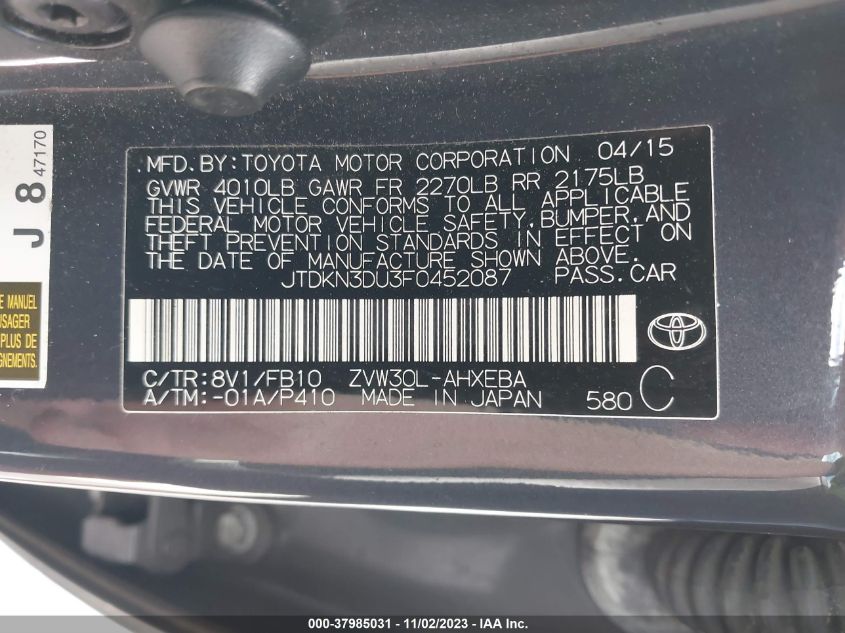 MFD.BY:TOYOTA MOTOR CORPORATION 04/15
GVWR 4010LB GAWR FR 2270LB RR 2175LB
THIS VEHICLE CONFORMS TO ALL APPLICABLE
FEDERAL MOTOR VEHICLE SAFETY,BUMPER,AND
THEFT PREVENTION STANDARDS IN EFFECT ON
THE DATE OF MANUFACTURE SHOWN ABOVE.
JTDKN3DU3F0452087 PASS.CAR
C/TR:8V1/FB10 ZVW30L-AHXEBA
A/TM:-01A/P410 MADE IN JAPAN 580 C
J 8 47170
E MANUEL
USAGER
PLUS DE
GNEMENTS.
000-37985031 - 11/02/2023 - IAA Inc.